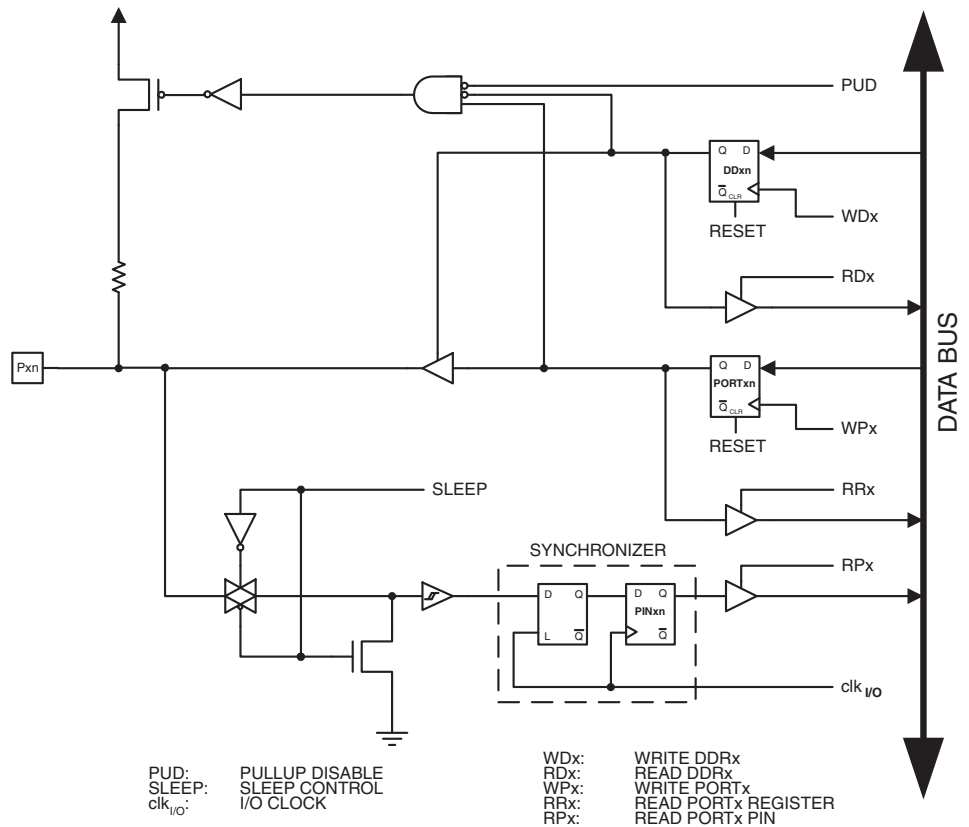 PUD
Q D
DDxn
Q CLR
WDx
RESET
RDx
Pxn
Q D
PORTxn
Q CLR
WPx
RESET
DATA BUS
SLEEP
RRx
SYNCHRONIZER
RPx
D Q
L Q
D Q
PINxn
Q
clk I/O
PUD: PULLUP DISABLE
SLEEP: SLEEP CONTROL
clkI/O: I/O CLOCK
WDx: WRITE DDRx
RDx: READ DDRx
WPx: WRITE PORTx
RRx: READ PORTx REGISTER
RPx: READ PORTx PIN